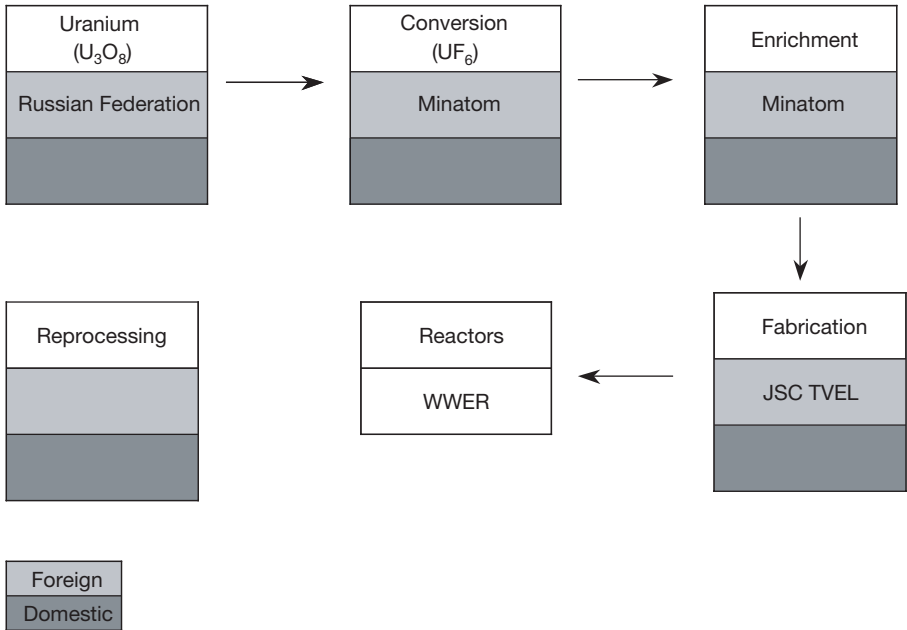 Uranium
(U₃O₈)
Russian Federation
Conversion
(UF₆)
Minatom
Enrichment
Minatom
Reprocessing
Reactors
WWER
Fabrication
JSC TVEL
Foreign
Domestic